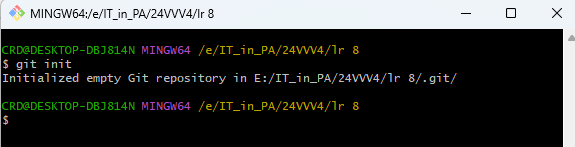 MINGW64:/e/IT_in_PA/24VVV4/lr 8
CRD@DESKTOP-DBJ814N MINGW64 /e/IT_in_PA/24VVV4/lr 8
$ git init
Initialized empty Git repository in E:/IT_in_PA/24VVV4/lr 8/.git/
CRD@DESKTOP-DBJ814N MINGW64 /e/IT_in_PA/24VVV4/lr 8
$